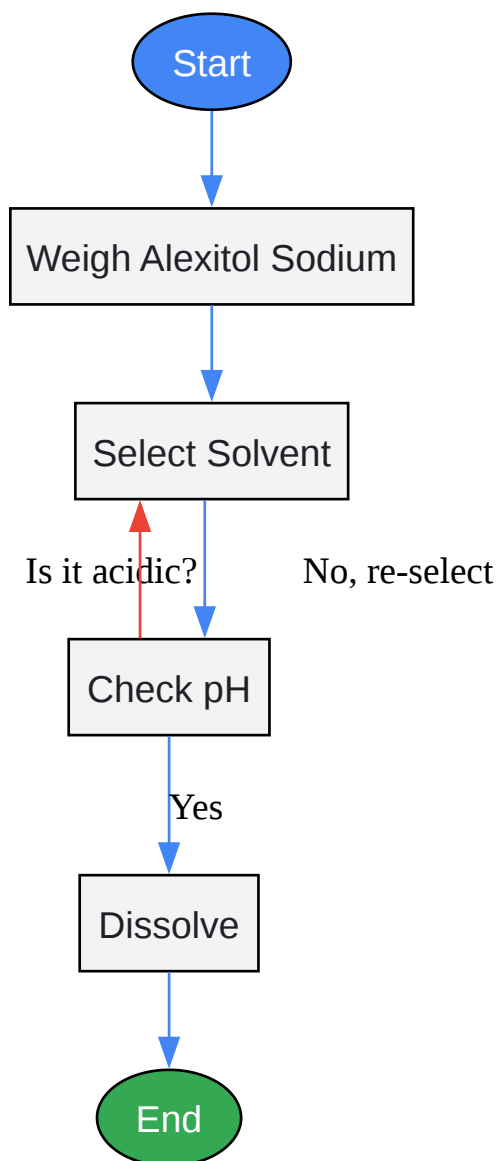 Start
Weigh Alexitol Sodium
Select Solvent
Is it acidic?
No, re-select
Check pH
Yes
Dissolve
End